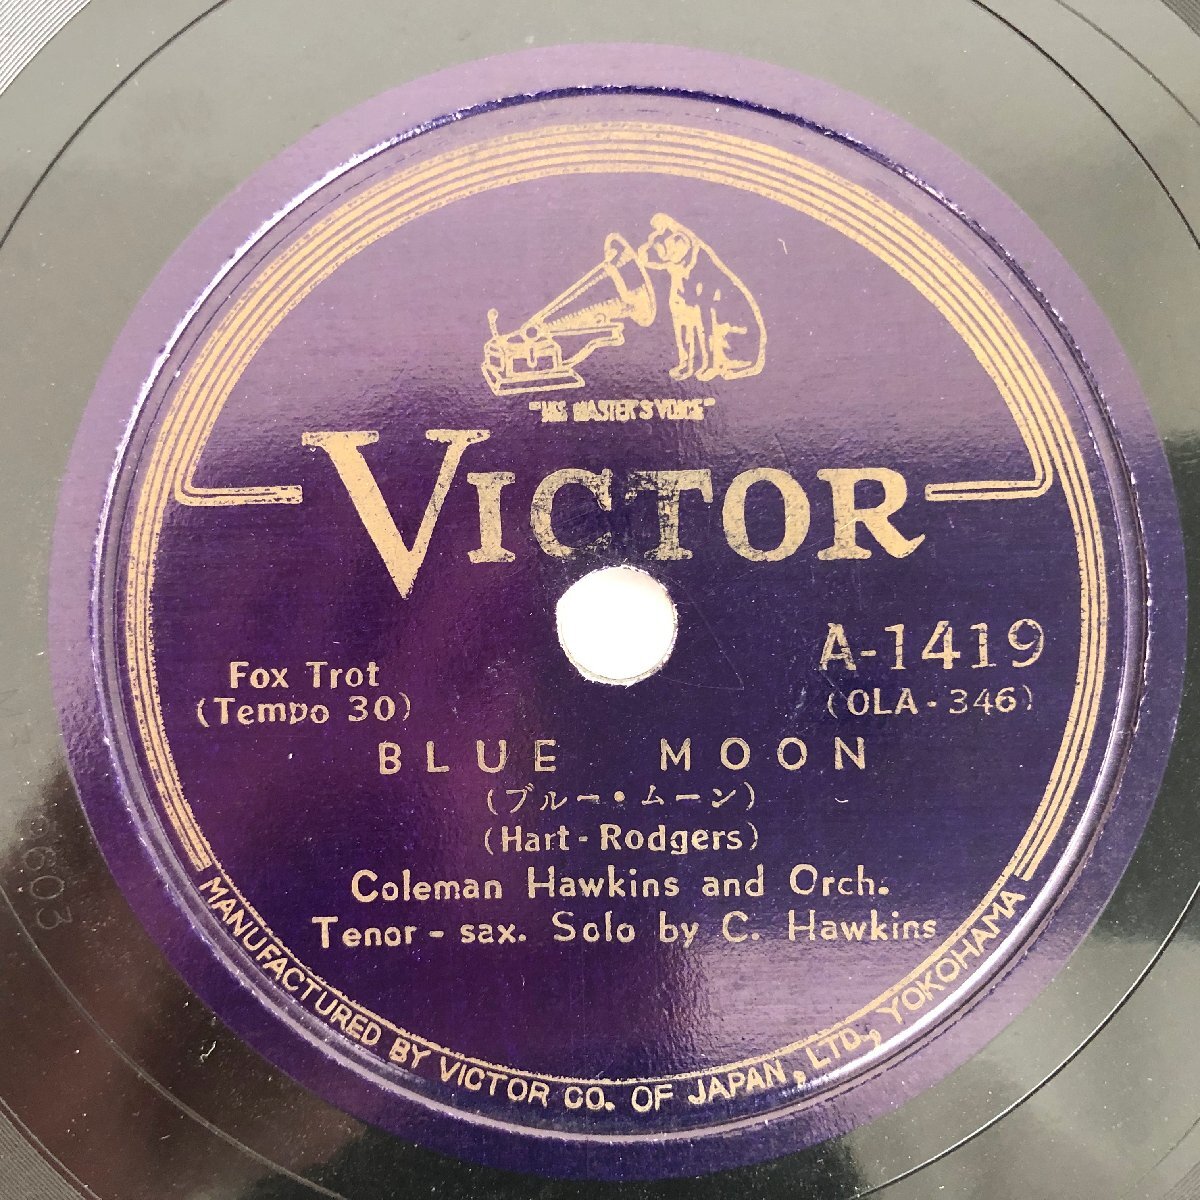 "HIS MASTER'S VOICE"
VICTOR
A-1419
(OLA-346)
Fox Trot
(Tempo 30)
BLUE MOON
(ブルー・ムーン)
(Hart-Rodgers)
Coleman Hawkins and Orch.
Tenor-sax. Solo by C. Hawkins
MANUFACTURED BY VICTOR CO. OF JAPAN, LTD., YOKOHAMA